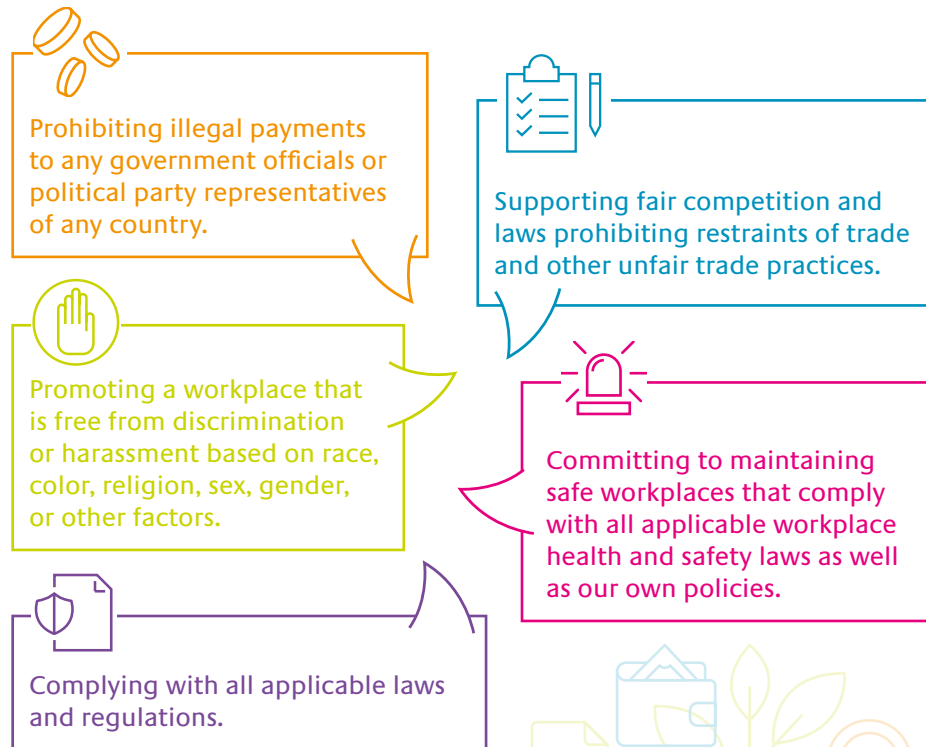 Prohibiting illegal payments
to any government officials or
political party representatives
of any country.
Supporting fair competition and
laws prohibiting restraints of trade
and other unfair trade practices.
Promoting a workplace that
is free from discrimination
or harassment based on race,
color, religion, sex, gender,
or other factors.
Committing to maintaining
safe workplaces that comply
with all applicable workplace
health and safety laws as well
as our own policies.
Complying with all applicable laws
and regulations.